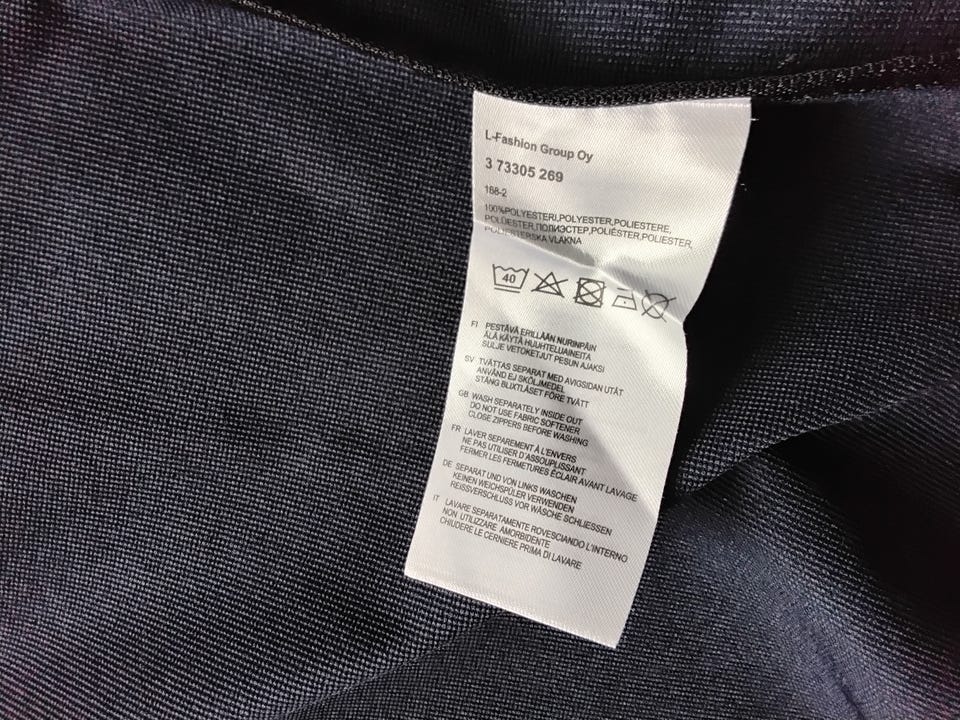 L-Fashion Group Oy
3 73305 269
168-2
100%POLYESTERI,POLYESTER,POLIESTERE,
POLÜESTER,ПОЛИЭСТЕР,POLIÉSTER,POLIESTER,
POLIESTERSKA VLAKNA
40
FI PESTÄVÄ ERILLÄÄN NURINPÄIN
ÄLÄ KÄYTÄ HUUHTELUAINEITA
SULJE VETOKETJUT PESUN AJAKSI
SV TVÄTTAS SEPARAT MED AVIGSIDAN UTÅT
ANVÄND EJ SKÖLJMEDEL
STÄNG BLIXTLÅSET FÖRE TVÄTT
GB WASH SEPARATELY INSIDE OUT
DO NOT USE FABRIC SOFTENER
CLOSE ZIPPERS BEFORE WASHING
FR LAVER SEPAREMENT À L'ENVERS
NE PAS UTILISER D'ASSOUPLISSANT
FERMER LES FERMETURES ÉCLAIR AVANT LAVAGE
DE SEPARAT UND VON LINKS WASCHEN
KEINEN WEICHSPÜLER VERWENDEN
REISSVERSCHLUSS VOR WÄSCHE SCHLIESSEN
IT LAVARE SEPARATAMENTE ROVESCIANDO L'INTERNO
NON UTILIZZARE AMORBIDENTE
CHIUDERE LE CERNIERE PRIMA DI LAVARE